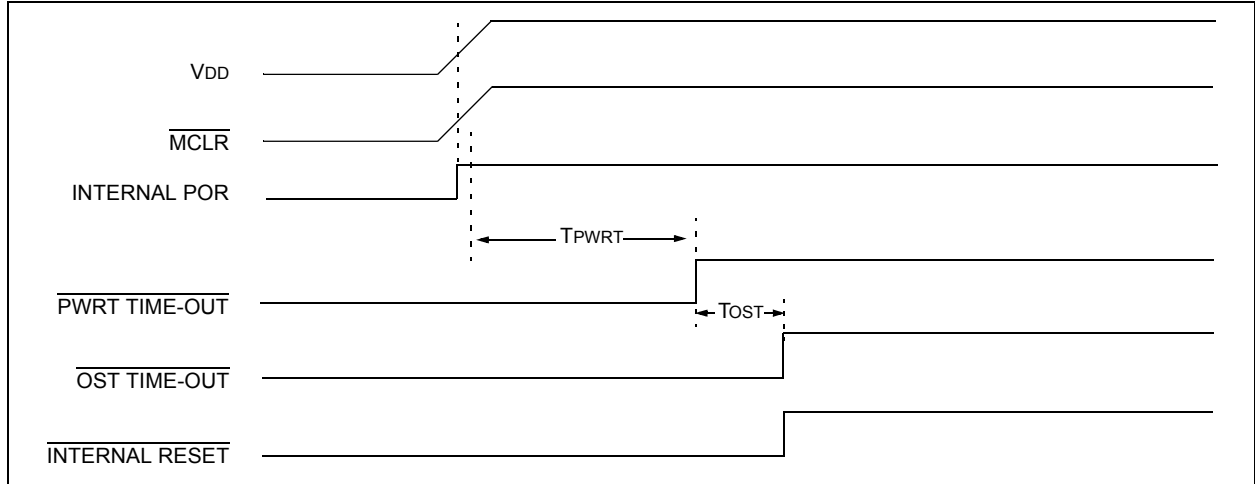 VDD
MCLR
INTERNAL POR
TPWRT
PWRT TIME-OUT
TOST
OST TIME-OUT
INTERNAL RESET